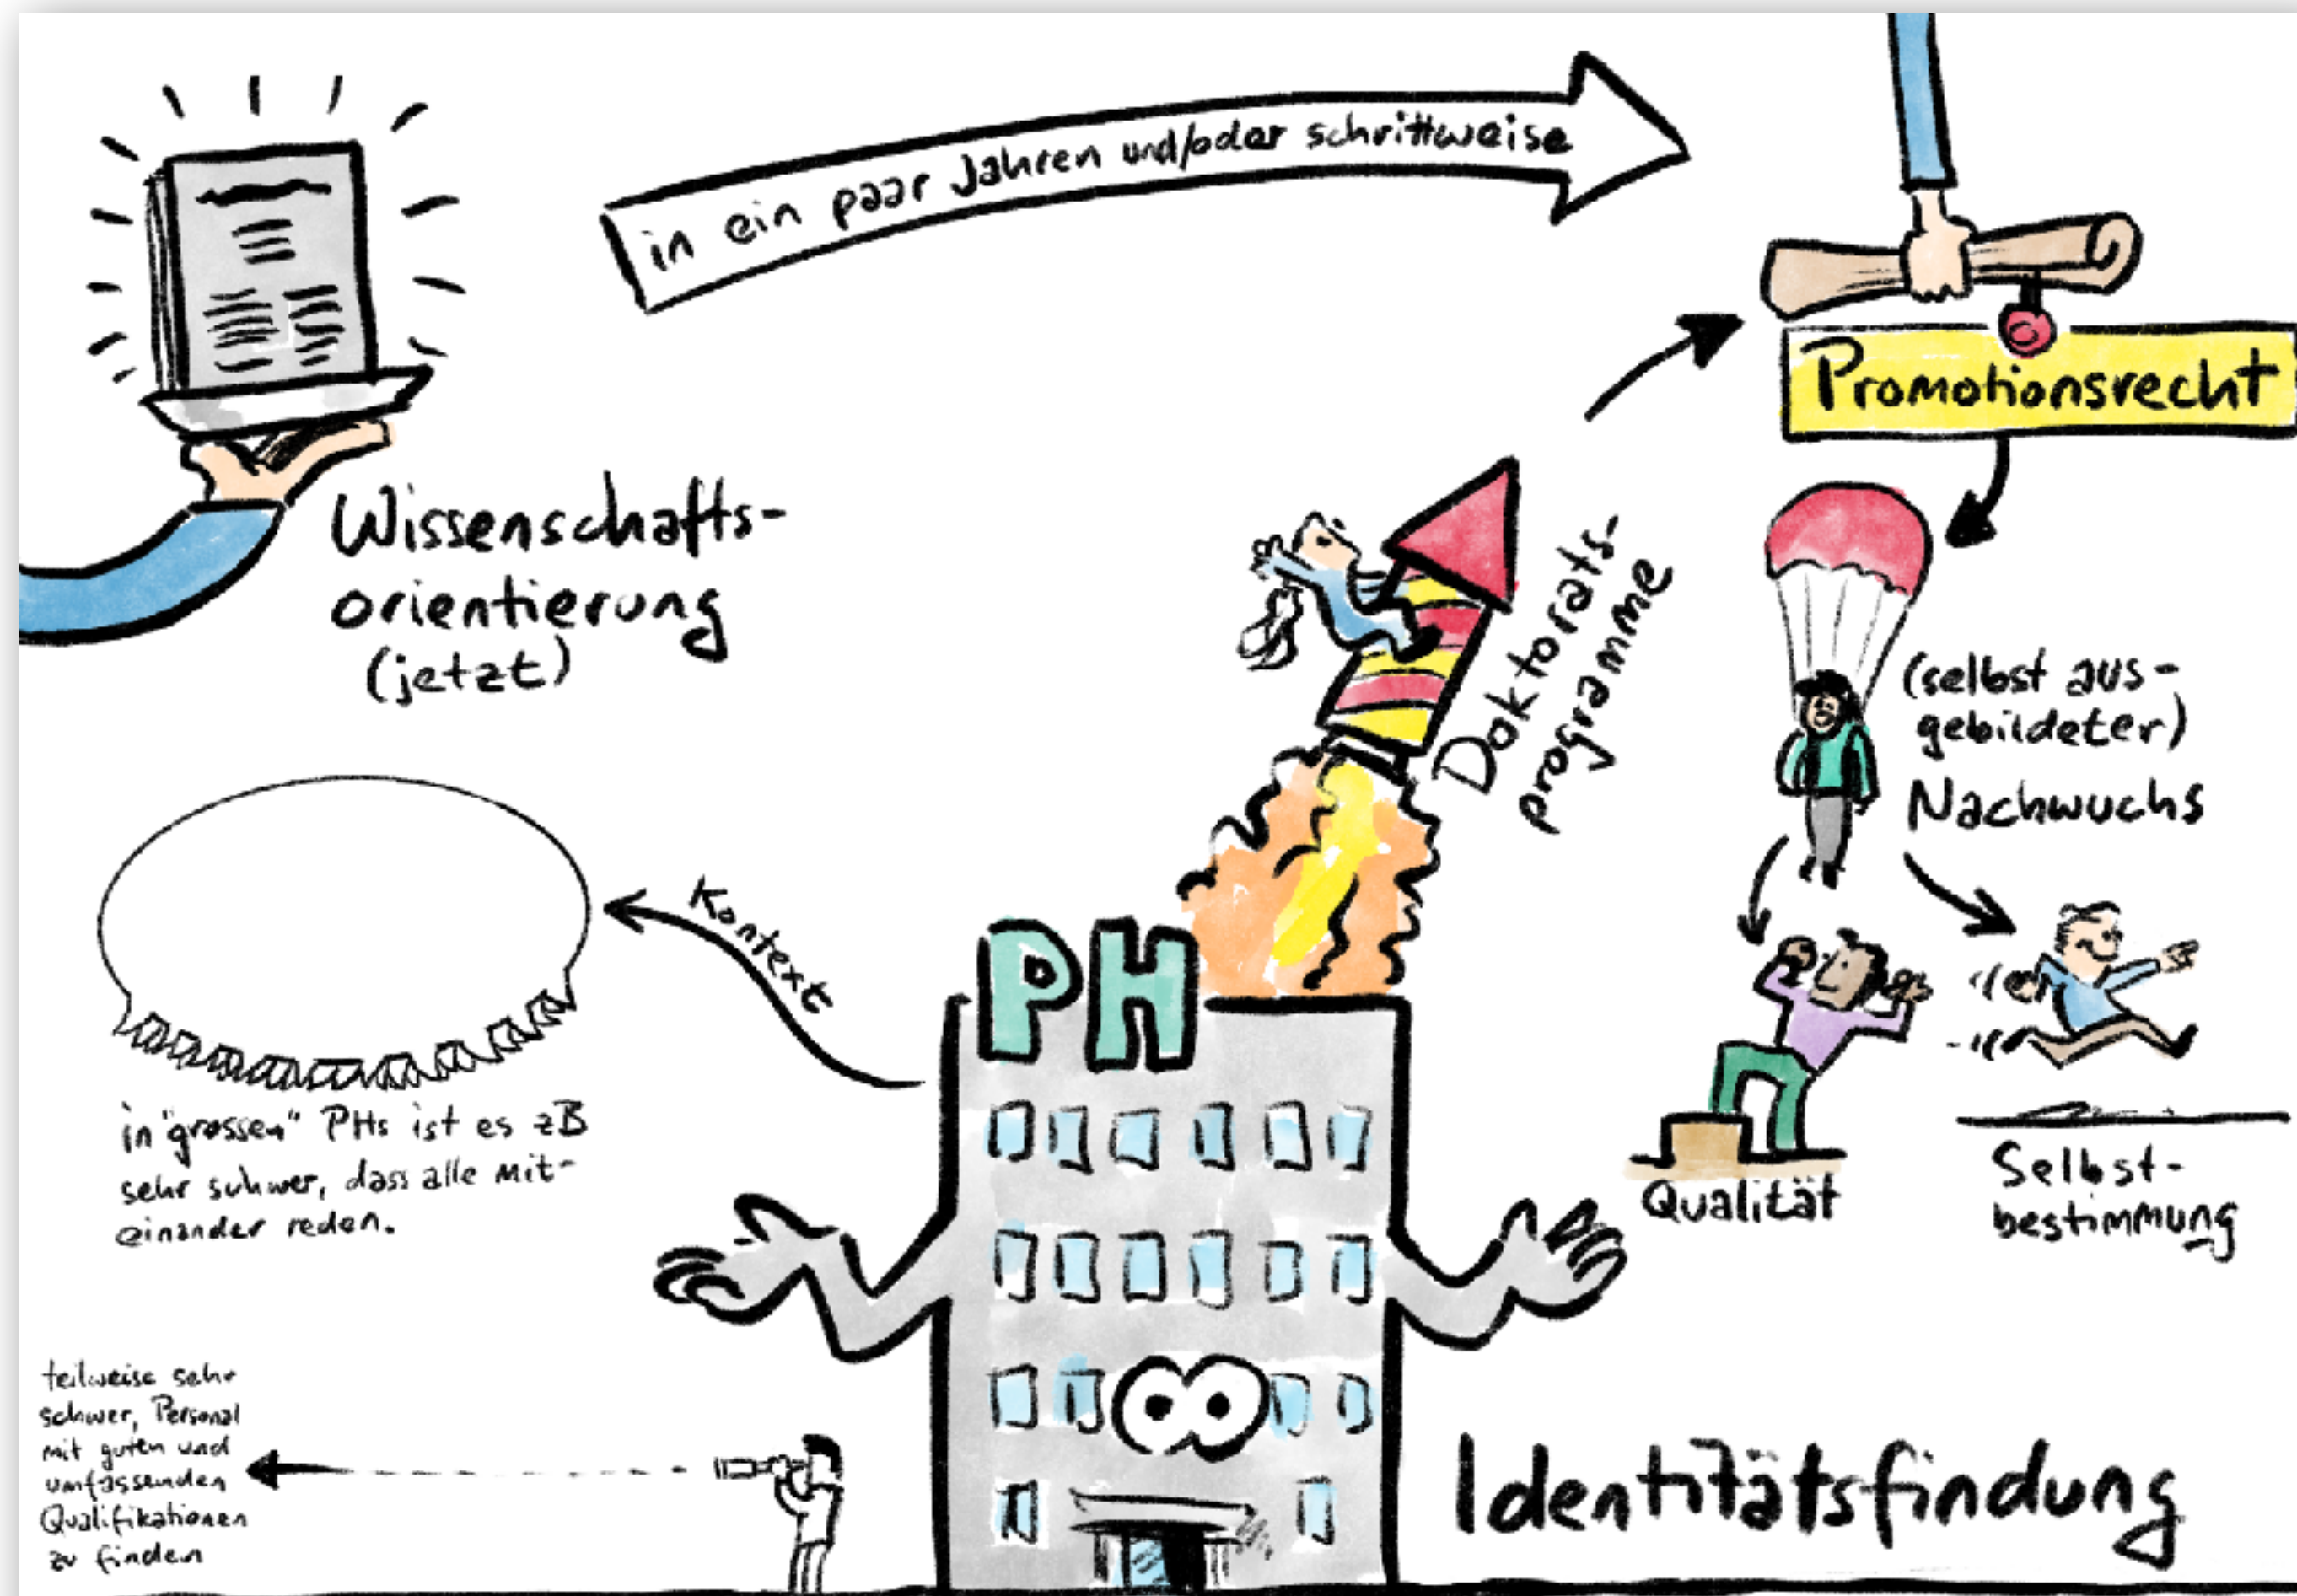 in ein paar Jahren und/oder schrittweise
Promotionsrecht
Wissenschafts-
orientierung
(jetzt)
Doktorats-
programme
(selbst aus-
gebildeter)
Nachwuchs
Kontext
PH
in "grossen" PHs ist es zB
sehr schwer, dass alle mit-
einander reden.
Qualität
Selbst-
bestimmung
teilweise sehr
schwer, Personal
mit guten und
umfassenden
Qualifikationen
zu finden
Identitätsfindung